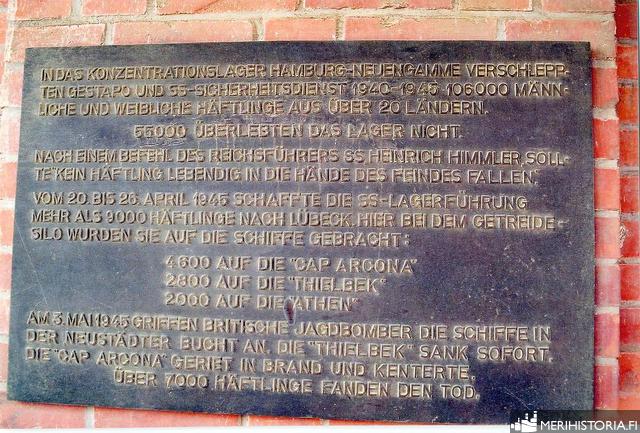 IN DAS KONZENTRATIONSLAGER HAMBURG-NEUENGAMME VERSCHLEPP-
TEN GESTAPO UND SS-SICHERHEITSDIENST 1940-1945 106000 MÄNN-
LICHE UND WEIBLICHE HÄFTLINGE AUS ÜBER 20 LÄNDERN.
55000 ÜBERLEBTEN DAS LAGER NICHT.
NACH EINEM BEFEHL DES REICHSFÜHRERS SS, HEINRICH HIMMLER, SOLL-
TE "KEIN HÄFTLING LEBENDIG IN DIE HÄNDE DES FEINDES FALLEN."
VOM 20. BIS 26. APRIL 1945 SCHAFFTE DIE SS-LAGERFÜHRUNG
MEHR ALS 9000 HÄFTLINGE NACH LÜBECK. HIER BEI DEM GETREIDE-
SILO WURDEN SIE AUF DIE SCHIFFE GEBRACHT:
4600 AUF DIE "CAP ARCONA"
2800 AUF DIE "THIELBEK"
2000 AUF DIE "ATHEN"
AM 3. MAI 1945 GRIFFEN BRITISCHE JAGDBOMBER DIE SCHIFFE IN
DER NEUSTÄDTER BUCHT AN. DIE "THIELBEK" SANK SOFORT.
DIE "CAP ARCONA" GERIET IN BRAND UND KENTERTE.
ÜBER 7000 HÄFTLINGE FANDEN DEN TOD.
MERIHISTORIA.FI